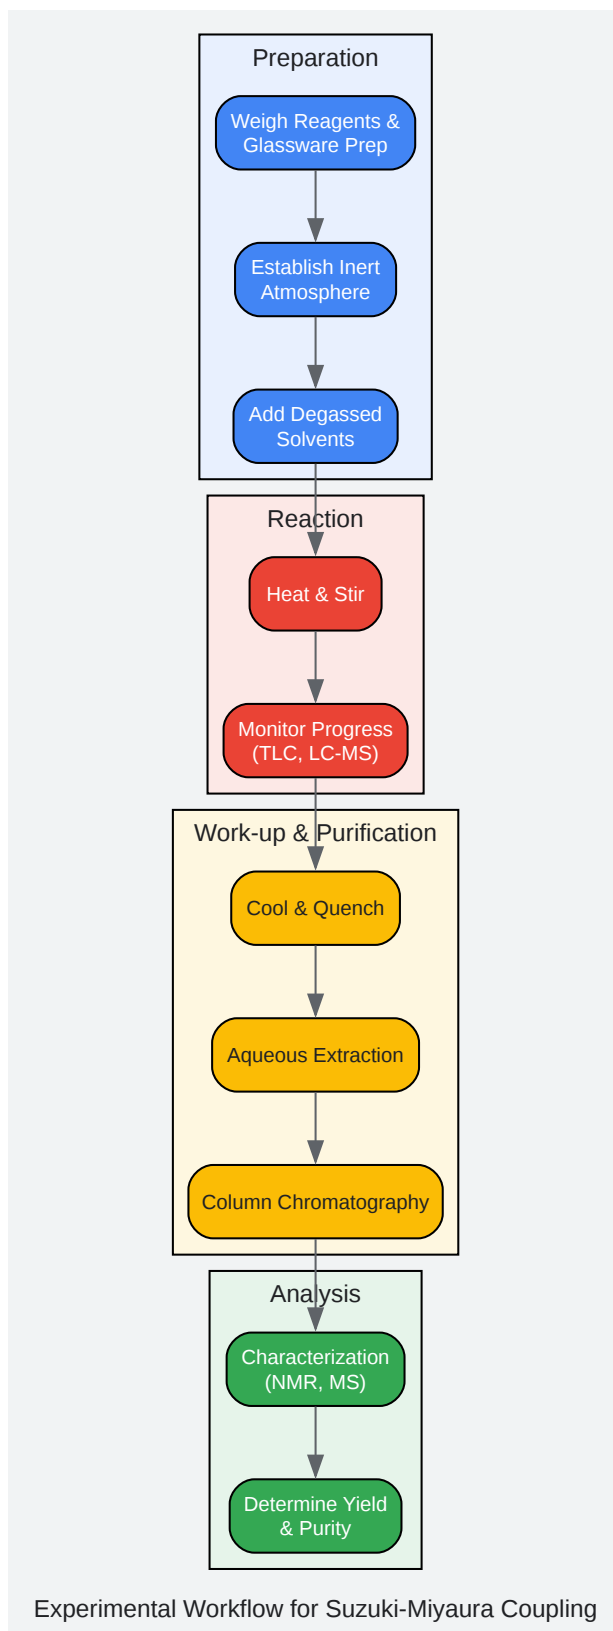 Preparation
Weigh Reagents &
Glassware Prep
Establish Inert
Atmosphere
Add Degassed
Solvents
Reaction
Heat & Stir
Monitor Progress
(TLC, LC-MS)
Work-up & Purification
Cool & Quench
Aqueous Extraction
Column Chromatography
Analysis
Characterization
(NMR, MS)
Determine Yield
& Purity
Experimental Workflow for Suzuki-Miyaura Coupling